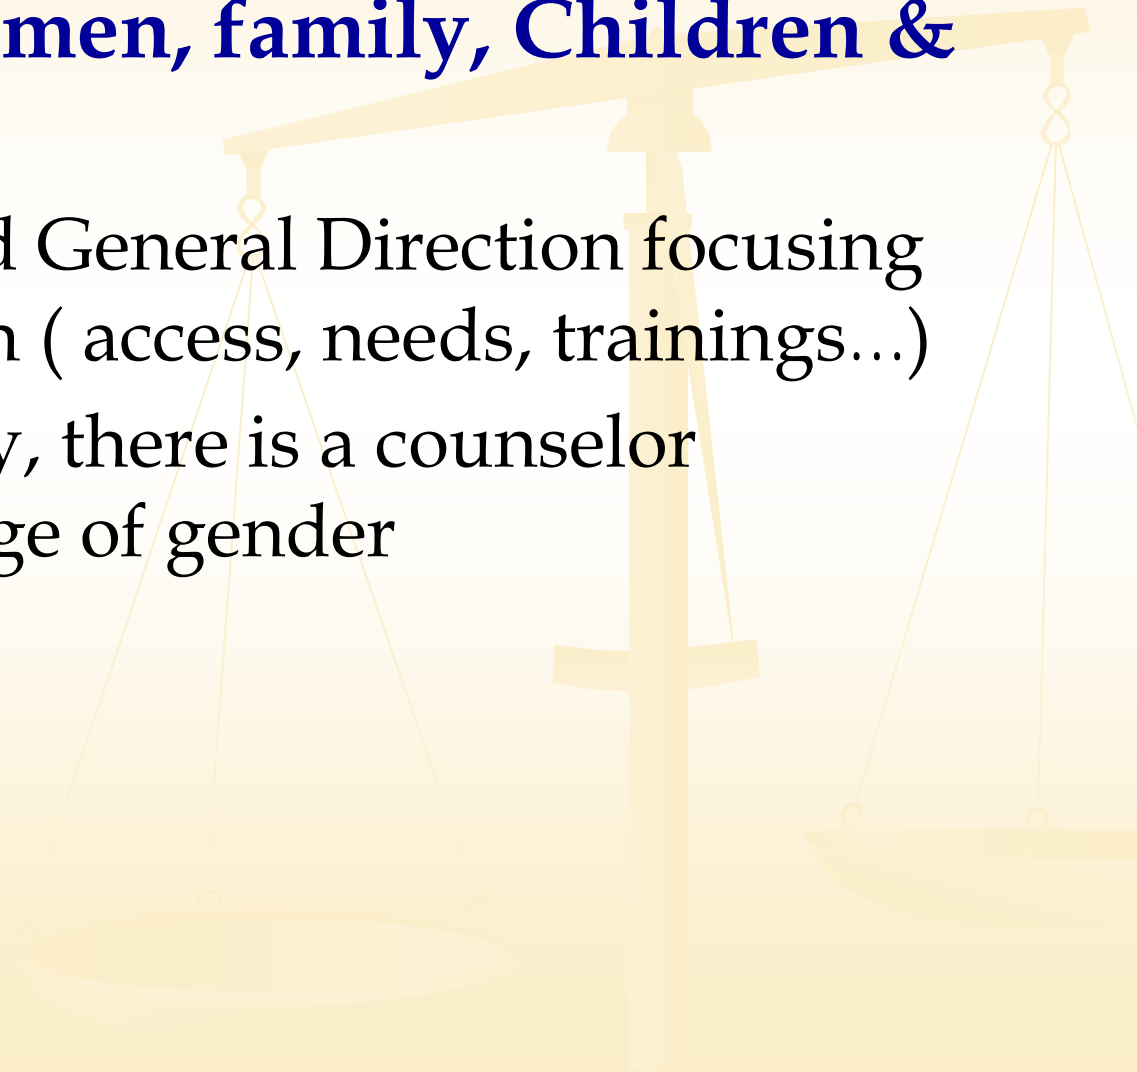 men, family, Children &
d General Direction focusing
n ( access, needs, trainings...)
y, there is a counselor
ge of gender